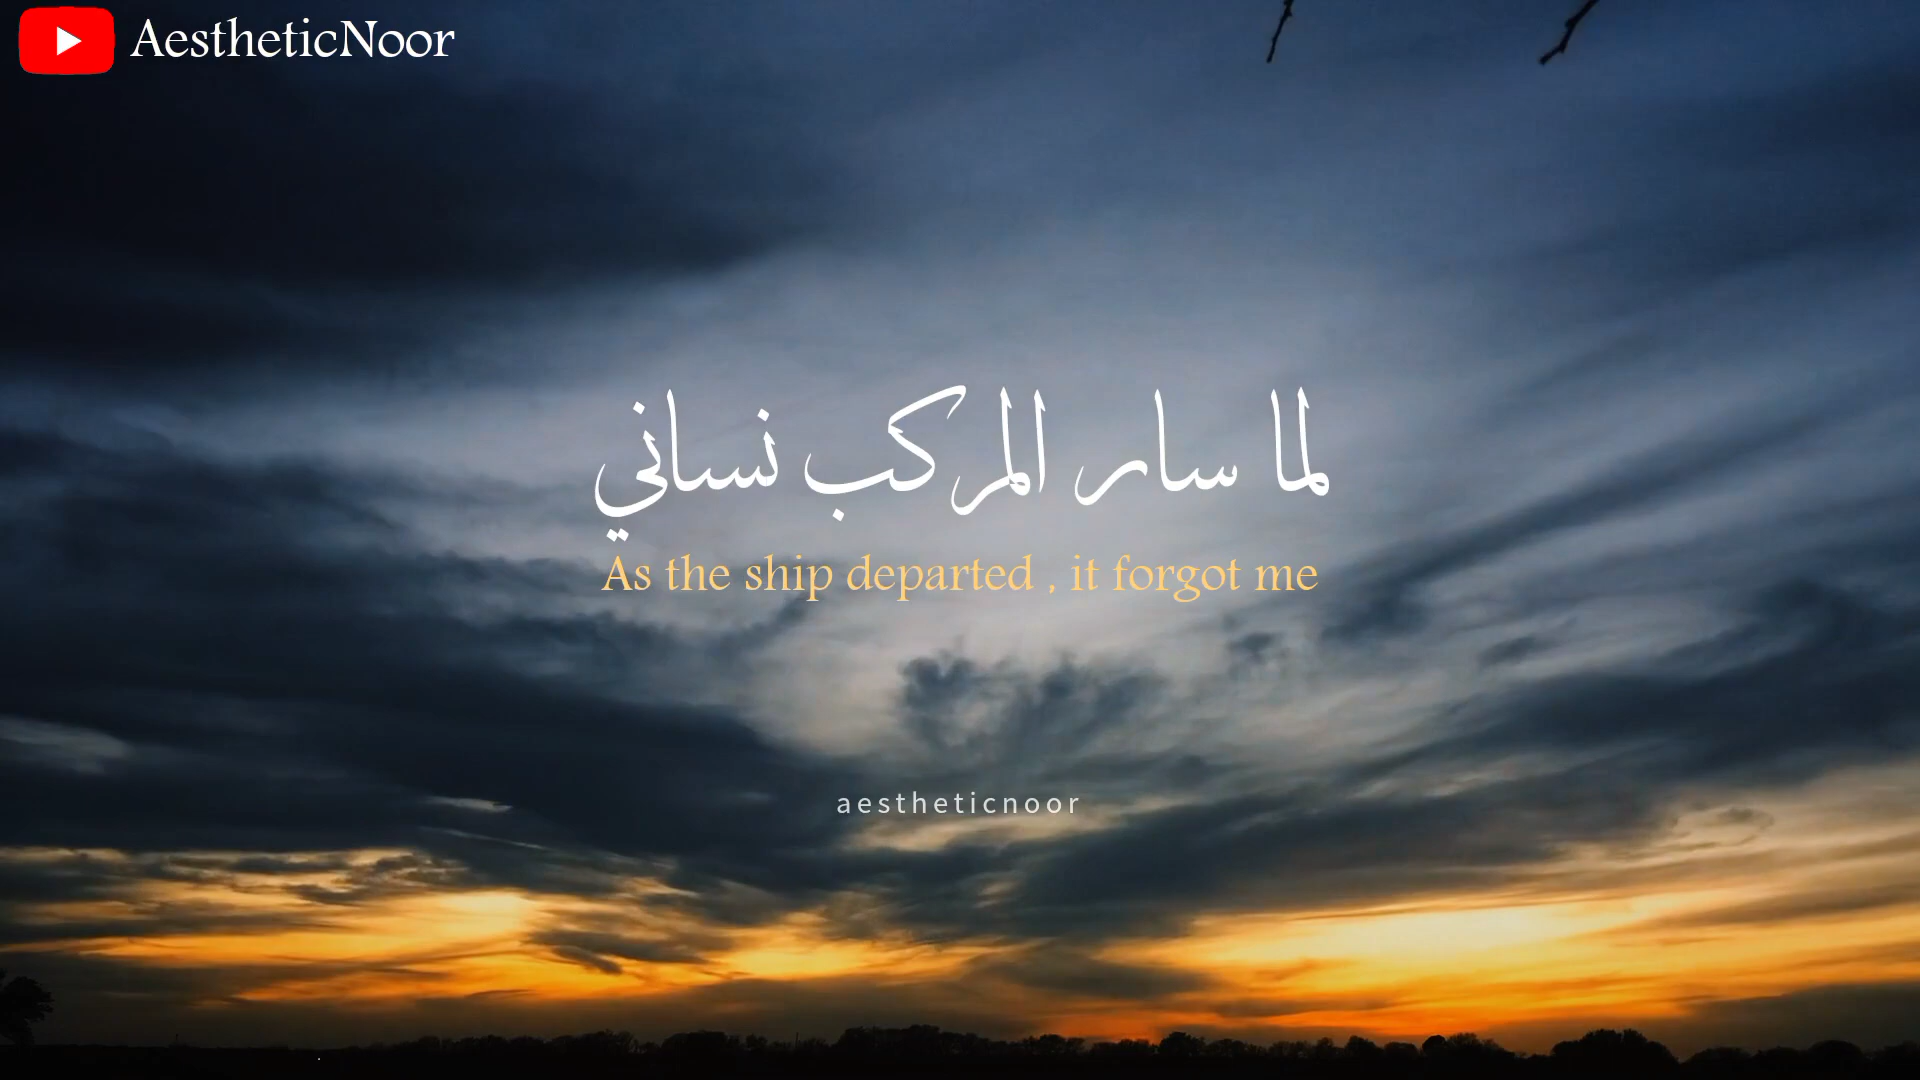 AestheticNoor
لما سار المركب نساني
As the ship departed , it forgot me
aestheticnoor